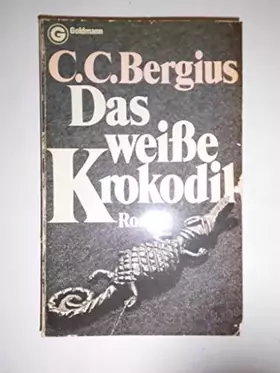 G Goldmann
C.C.Bergius
Das
weiße
Krokodil